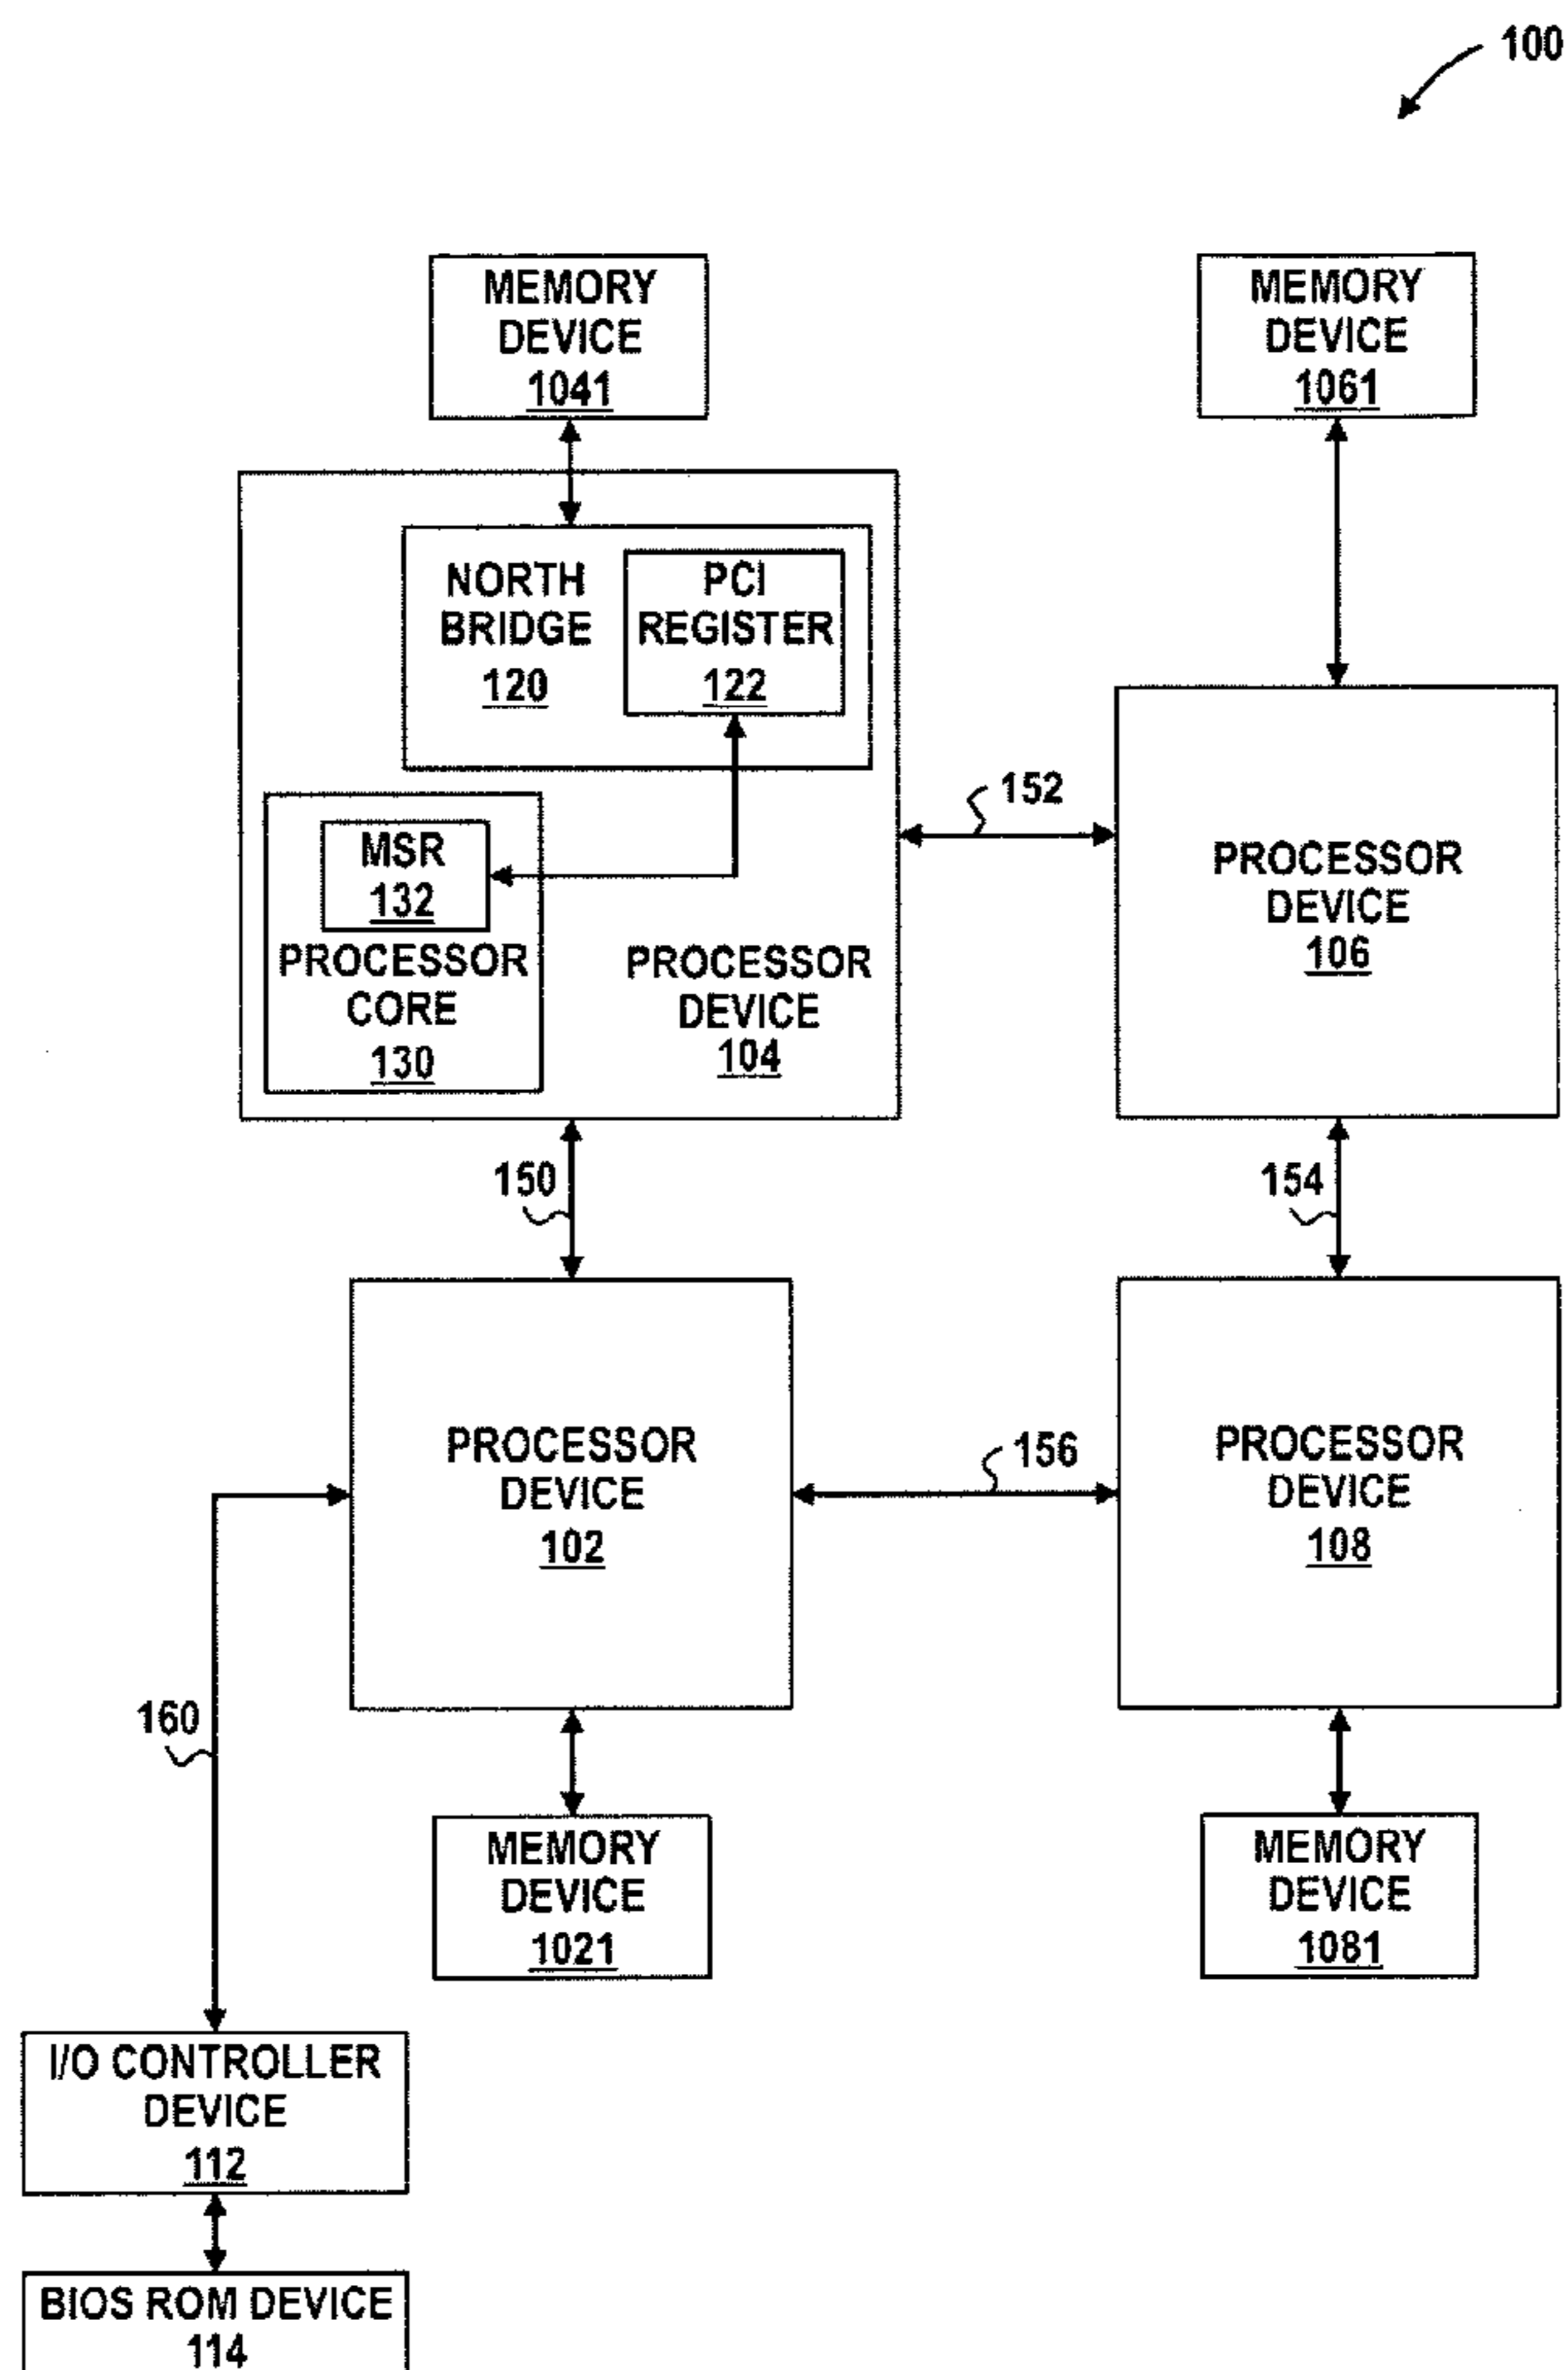 100
MEMORY
DEVICE
1041
MEMORY
DEVICE
1061
NORTH
BRIDGE
120
PCI
REGISTER
122
MSR
132
PROCESSOR
CORE
130
PROCESSOR
DEVICE
104
152
PROCESSOR
DEVICE
106
150
154
PROCESSOR
DEVICE
102
156
PROCESSOR
DEVICE
108
160
MEMORY
DEVICE
1021
MEMORY
DEVICE
1081
I/O CONTROLLER
DEVICE
112
BIOS ROM DEVICE
114